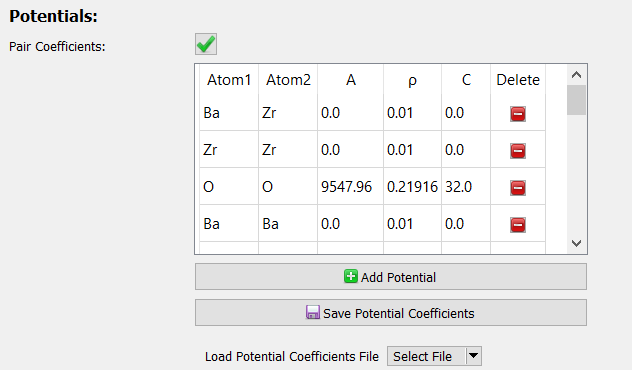 Potentials:
Pair Coefficients:
Atom1 Atom2 A ρ C Delete
Ba Zr 0.0 0.01 0.0
Zr Zr 0.0 0.01 0.0
O O 9547.96 0.21916 32.0
Ba Ba 0.0 0.01 0.0
Add Potential
Save Potential Coefficients
Load Potential Coefficients File Select File